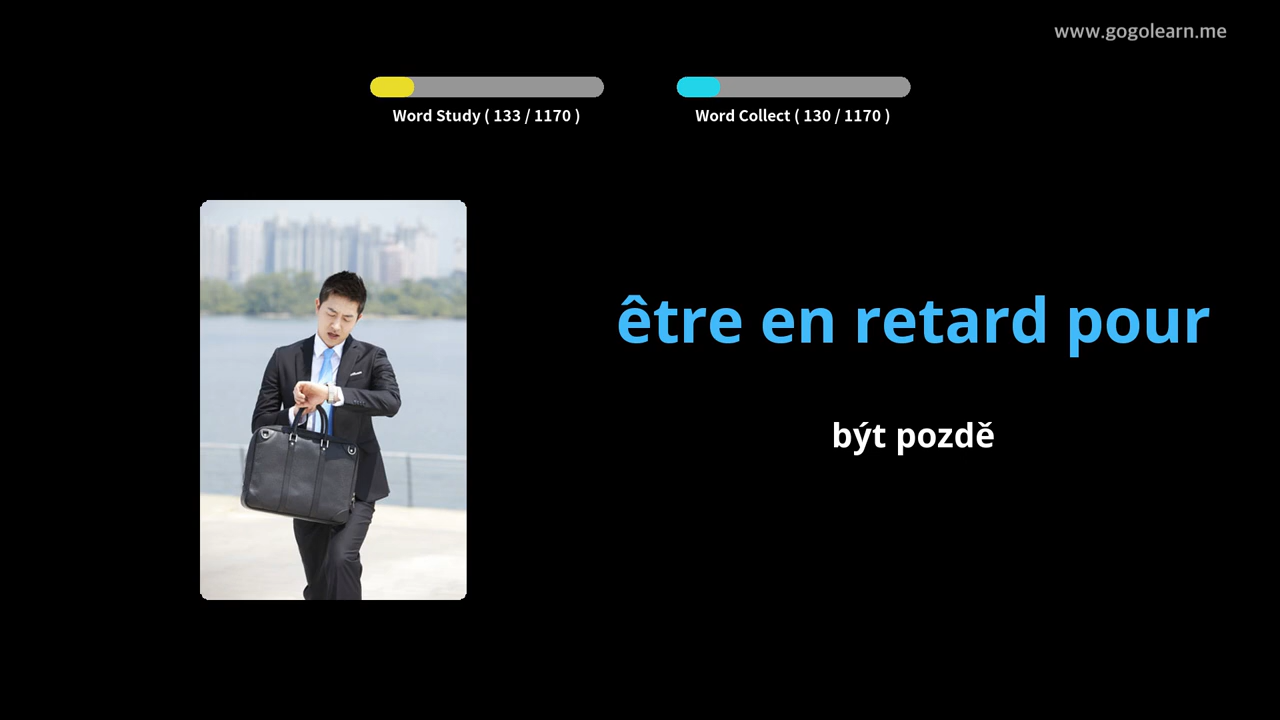 www.gogolearn.me
Word Study ( 133 / 1170 )
Word Collect ( 130 / 1170 )
être en retard pour
být pozdě